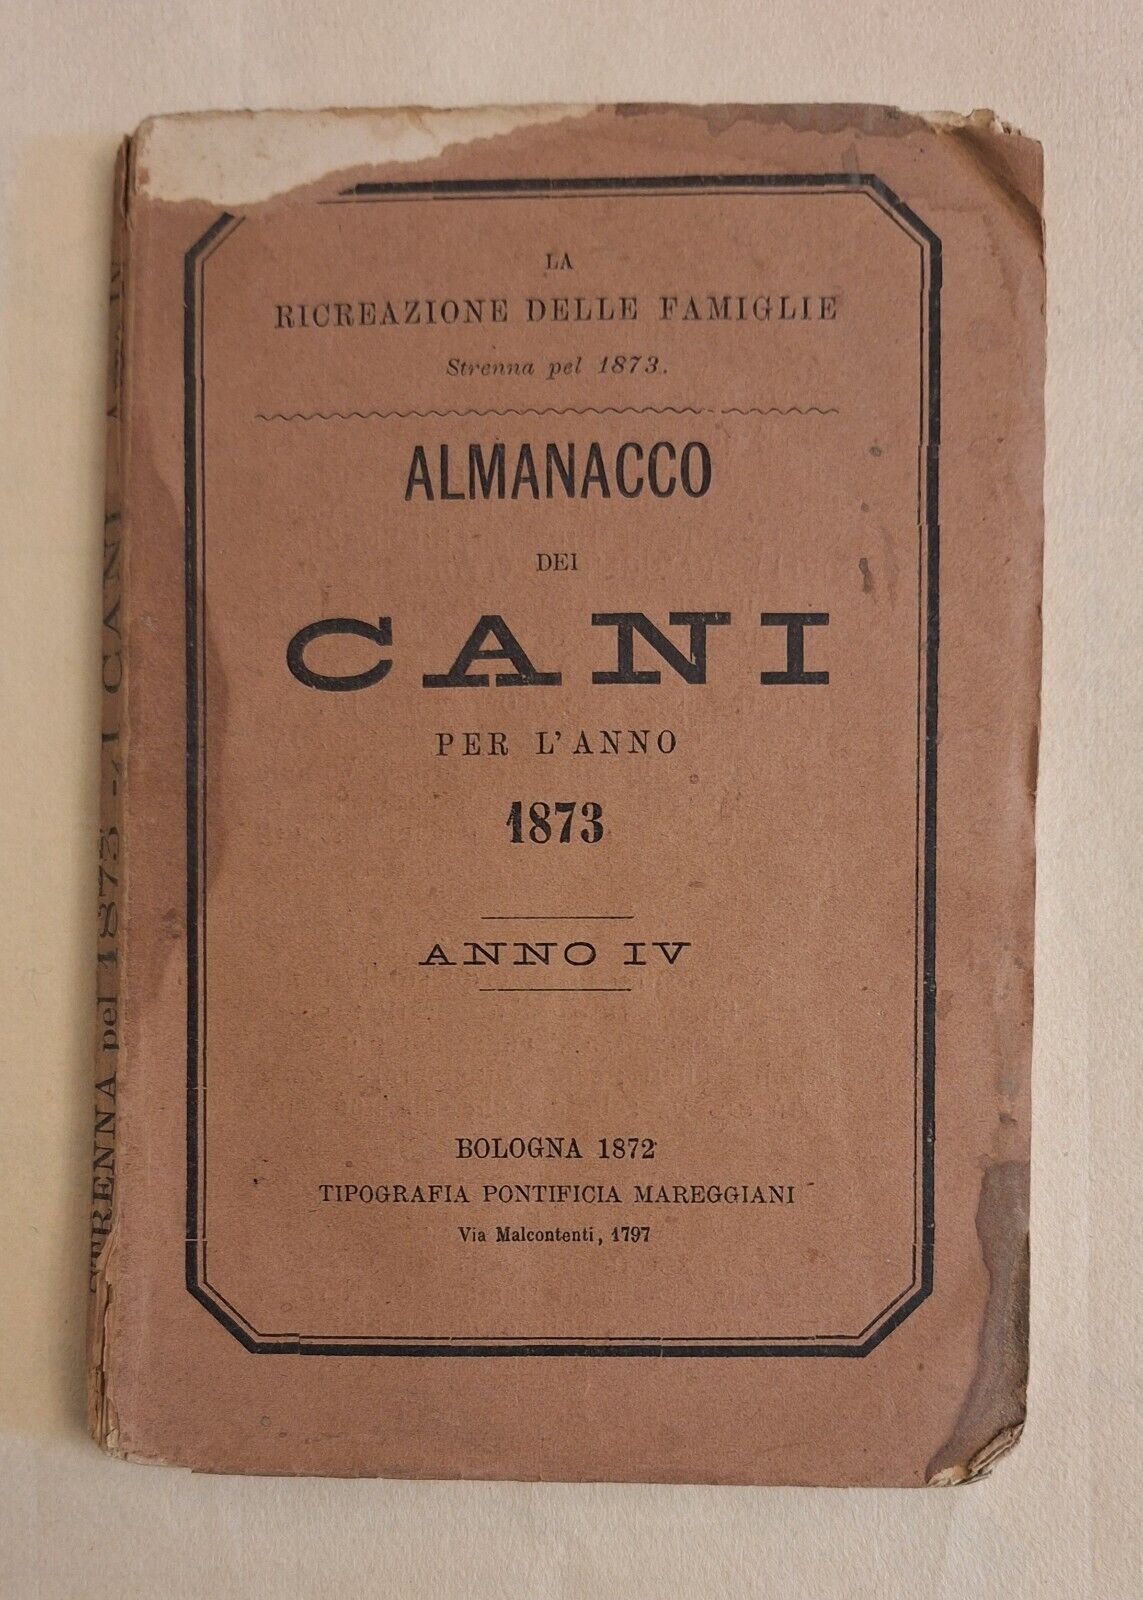 LA
RICREAZIONE DELLE FAMIGLIE
Strenna pel 1873.
ALMANACCO
DEI
CANI
PER L'ANNO
1873
ANNO IV
BOLOGNA 1872
TIPOGRAFIA PONTIFICIA MAREGGIANI
Via Malcontenti, 1797
STRENNA pel 1873 - I CANI